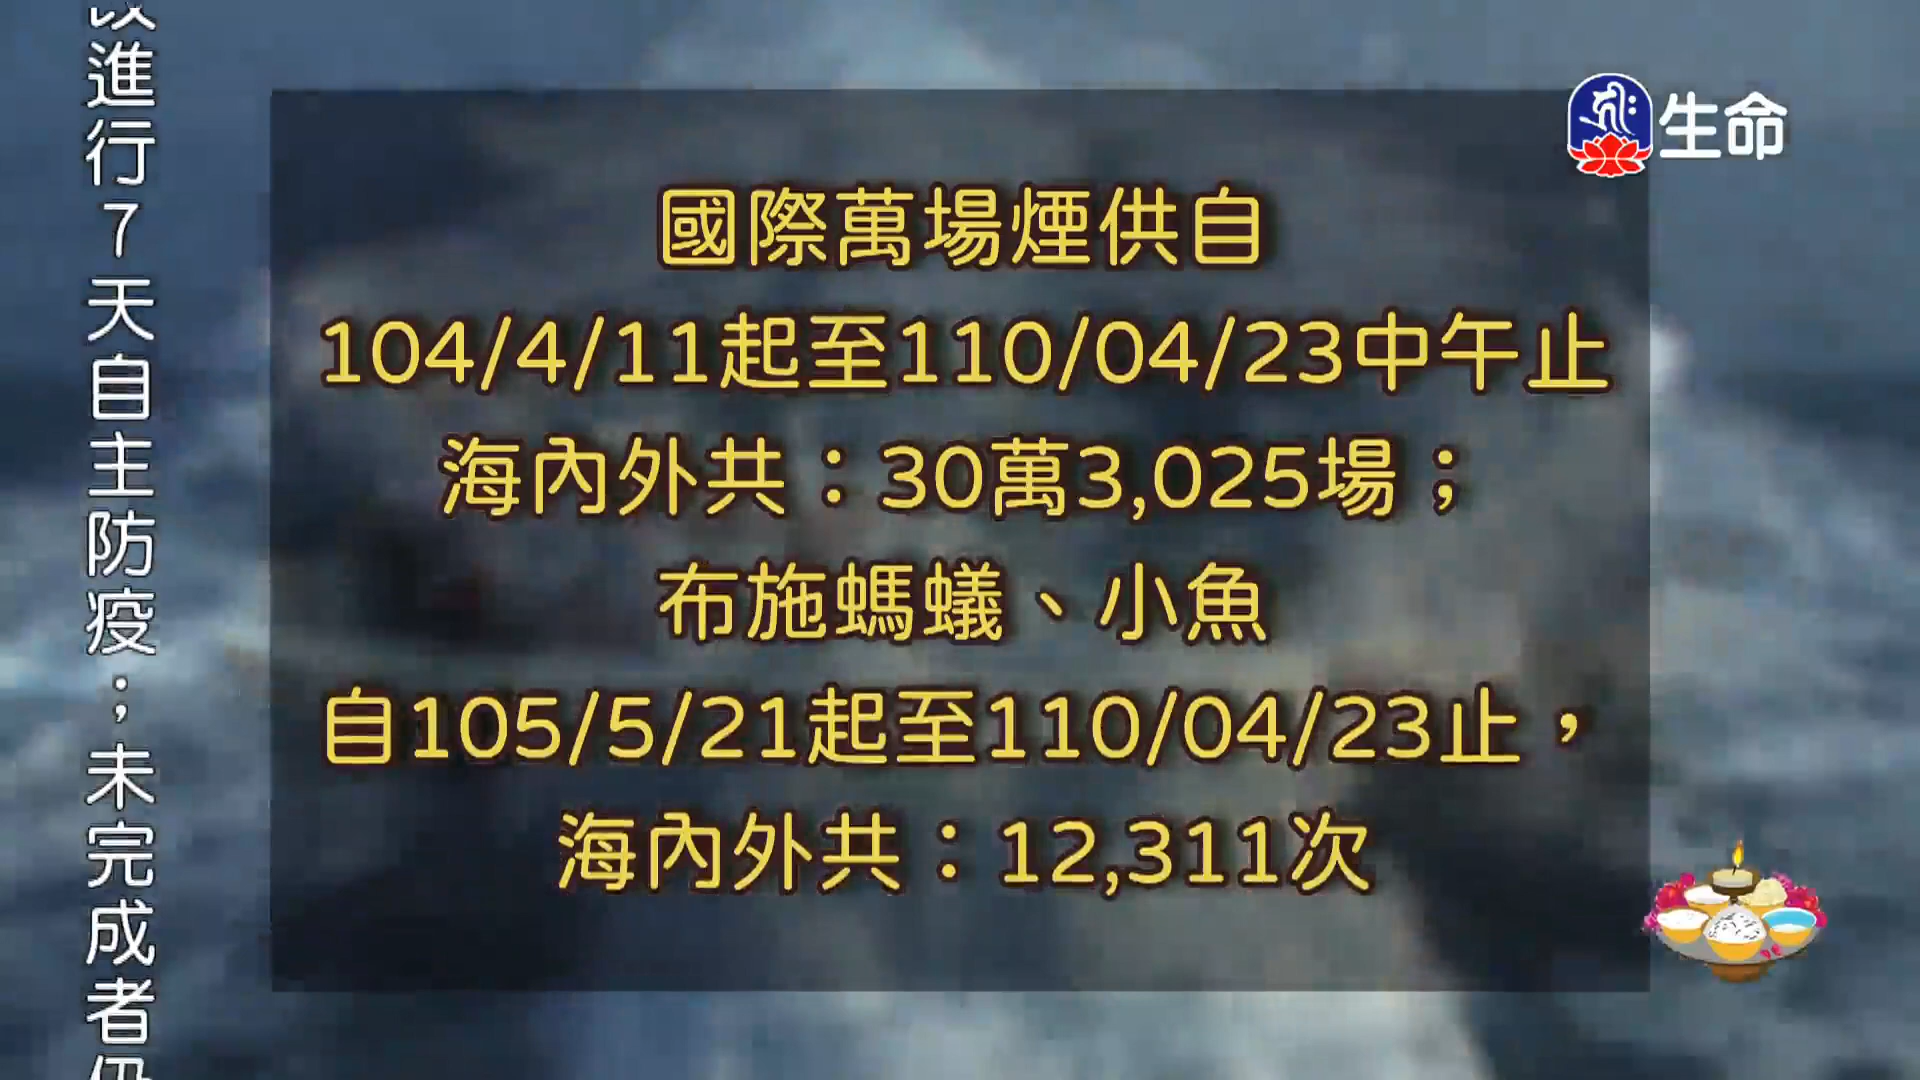 進行7天自主防疫；未完成者
生命
國際萬場煙供自
104/4/11起至110/04/23中午止
海內外共：30萬3,025場；
布施螞蟻、小魚
自105/5/21起至110/04/23止，
海內外共：12,311次